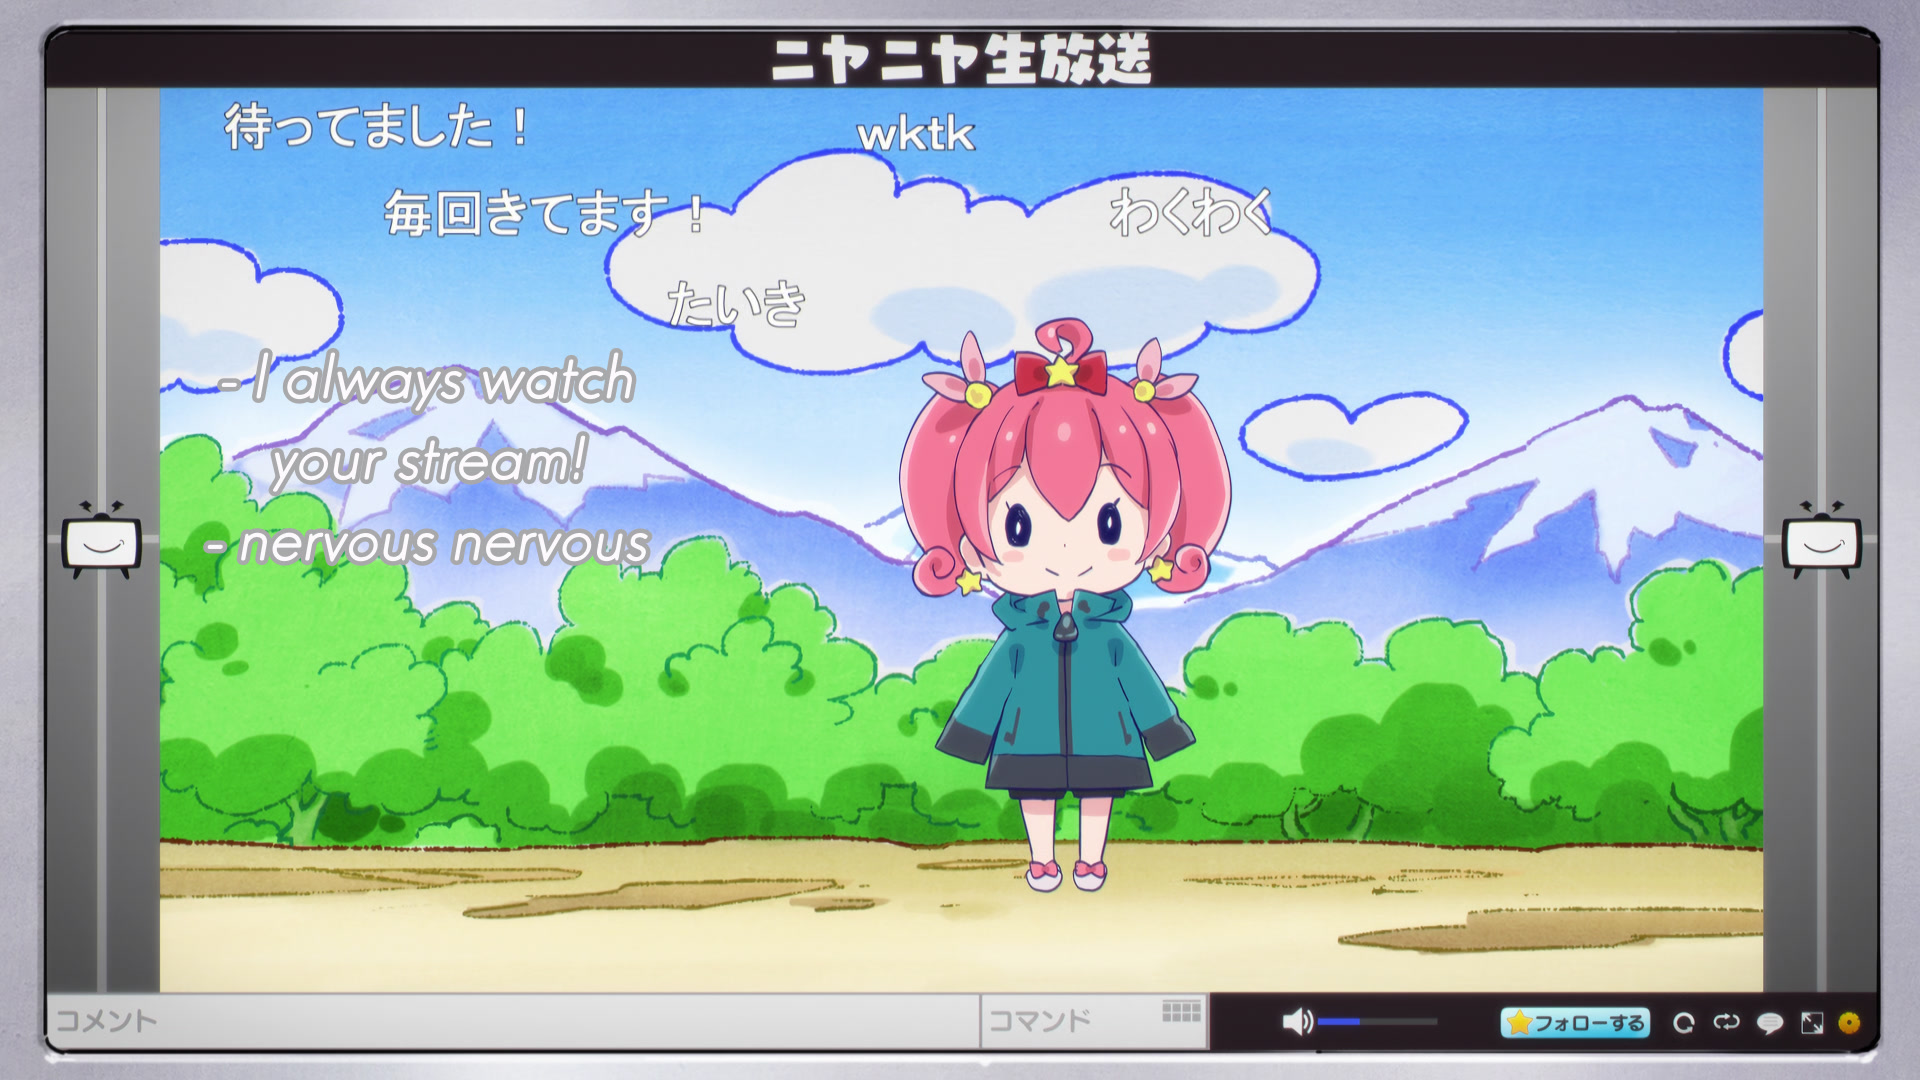 ニヤニヤ生放送
待ってました！
wktk
毎回きてます！
わくわく
たいき
- I always watch
your stream!
- nervous nervous
コメント
コマンド
フォローする